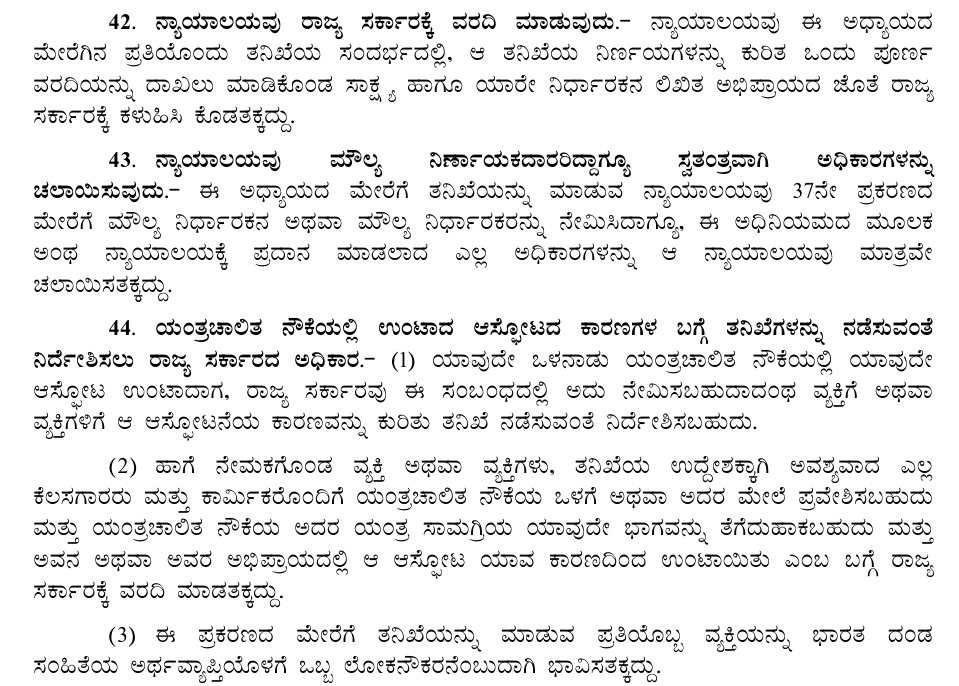 42. ನ್ಯಾಯಾಲಯವು ರಾಜ್ಯ ಸರ್ಕಾರಕ್ಕೆ ವರದಿ ಮಾಡುವುದು.– ನ್ಯಾಯಾಲಯವು ಈ ಅಧ್ಯಾಯದ
ಮೇರೆಗಿನ ಪ್ರತಿಯೊಂದು ತನಿಖೆಯ ಸಂದರ್ಭದಲ್ಲಿ, ಆ ತನಿಖೆಯ ನಿರ್ಣಯಗಳನ್ನು ಕುರಿತ ಒಂದು ಪೂರ್ಣ
ವರದಿಯನ್ನು ದಾಖಲು ಮಾಡಿಕೊಂಡ ಸಾಕ್ಷ್ಯ ಹಾಗೂ ಯಾರೇ ನಿರ್ಧಾರಕನ ಲಿಖಿತ ಅಭಿಪ್ರಾಯದ ಜೊತೆ ರಾಜ್ಯ
ಸರ್ಕಾರಕ್ಕೆ ಕಳುಹಿಸಿ ಕೊಡತಕ್ಕದ್ದು.
43. ನ್ಯಾಯಾಲಯವು ಮೌಲ್ಯ ನಿರ್ಣಾಯಕದಾರರಿದ್ದಾಗ್ಯೂ ಸ್ವತಂತ್ರವಾಗಿ ಅಧಿಕಾರಗಳನ್ನು
ಚಲಾಯಿಸುವುದು.– ಈ ಅಧ್ಯಾಯದ ಮೇರೆಗೆ ತನಿಖೆಯನ್ನು ಮಾಡುವ ನ್ಯಾಯಾಲಯವು 37ನೇ ಪ್ರಕರಣದ
ಮೇರೆಗೆ ಮೌಲ್ಯ ನಿರ್ಧಾರಕನ ಅಥವಾ ಮೌಲ್ಯ ನಿರ್ಧಾರಕರನ್ನು ನೇಮಿಸಿದಾಗ್ಯೂ, ಈ ಅಧಿನಿಯಮದ ಮೂಲಕ
ಅಂಥ ನ್ಯಾಯಾಲಯಕ್ಕೆ ಪ್ರದಾನ ಮಾಡಲಾದ ಎಲ್ಲ ಅಧಿಕಾರಗಳನ್ನು ಆ ನ್ಯಾಯಾಲಯವು ಮಾತ್ರವೇ
ಚಲಾಯಿಸತಕ್ಕದ್ದು.
44. ಯಂತ್ರಚಾಲಿತ ನೌಕೆಯಲ್ಲಿ ಉಂಟಾದ ಆಸ್ಫೋಟದ ಕಾರಣಗಳ ಬಗ್ಗೆ ತನಿಖೆಗಳನ್ನು ನಡೆಸುವಂತೆ
ನಿರ್ದೇಶಿಸಲು ರಾಜ್ಯ ಸರ್ಕಾರದ ಅಧಿಕಾರ.– (1) ಯಾವುದೇ ಒಳನಾಡು ಯಂತ್ರಚಾಲಿತ ನೌಕೆಯಲ್ಲಿ ಯಾವುದೇ
ಆಸ್ಫೋಟ ಉಂಟಾದಾಗ, ರಾಜ್ಯ ಸರ್ಕಾರವು ಈ ಸಂಬಂಧದಲ್ಲಿ ಅದು ನೇಮಿಸಬಹುದಾದಂಥ ವ್ಯಕ್ತಿಗೆ ಅಥವಾ
ವ್ಯಕ್ತಿಗಳಿಗೆ ಆ ಆಸ್ಫೋಟನೆಯ ಕಾರಣವನ್ನು ಕುರಿತು ತನಿಖೆ ನಡೆಸುವಂತೆ ನಿರ್ದೇಶಿಸಬಹುದು.
(2) ಹಾಗೆ ನೇಮಕಗೊಂಡ ವ್ಯಕ್ತಿ ಅಥವಾ ವ್ಯಕ್ತಿಗಳು, ತನಿಖೆಯ ಉದ್ದೇಶಕ್ಕಾಗಿ ಅವಶ್ಯವಾದ ಎಲ್ಲ
ಕೆಲಸಗಾರರು ಮತ್ತು ಕಾರ್ಮಿಕರೊಂದಿಗೆ ಯಂತ್ರಚಾಲಿತ ನೌಕೆಯ ಒಳಗೆ ಅಥವಾ ಅದರ ಮೇಲೆ ಪ್ರವೇಶಿಸಬಹುದು
ಮತ್ತು ಯಂತ್ರಚಾಲಿತ ನೌಕೆಯ ಅದರ ಯಂತ್ರ ಸಾಮಗ್ರಿಯ ಯಾವುದೇ ಭಾಗವನ್ನು ತೆಗೆದುಹಾಕಬಹುದು ಮತ್ತು
ಅವನ ಅಥವಾ ಅವರ ಅಭಿಪ್ರಾಯದಲ್ಲಿ ಆ ಆಸ್ಫೋಟ ಯಾವ ಕಾರಣದಿಂದ ಉಂಟಾಯಿತು ಎಂಬ ಬಗ್ಗೆ ರಾಜ್ಯ
ಸರ್ಕಾರಕ್ಕೆ ವರದಿ ಮಾಡತಕ್ಕದ್ದು.
(3) ಈ ಪ್ರಕರಣದ ಮೇರೆಗೆ ತನಿಖೆಯನ್ನು ಮಾಡುವ ಪ್ರತಿಯೊಬ್ಬ ವ್ಯಕ್ತಿಯನ್ನು ಭಾರತ ದಂಡ
ಸಂಹಿತೆಯ ಅರ್ಥವ್ಯಾಪ್ತಿಯೊಳಗೆ ಒಬ್ಬ ಲೋಕನೌಕರನೆಂಬುದಾಗಿ ಭಾವಿಸತಕ್ಕದ್ದು.